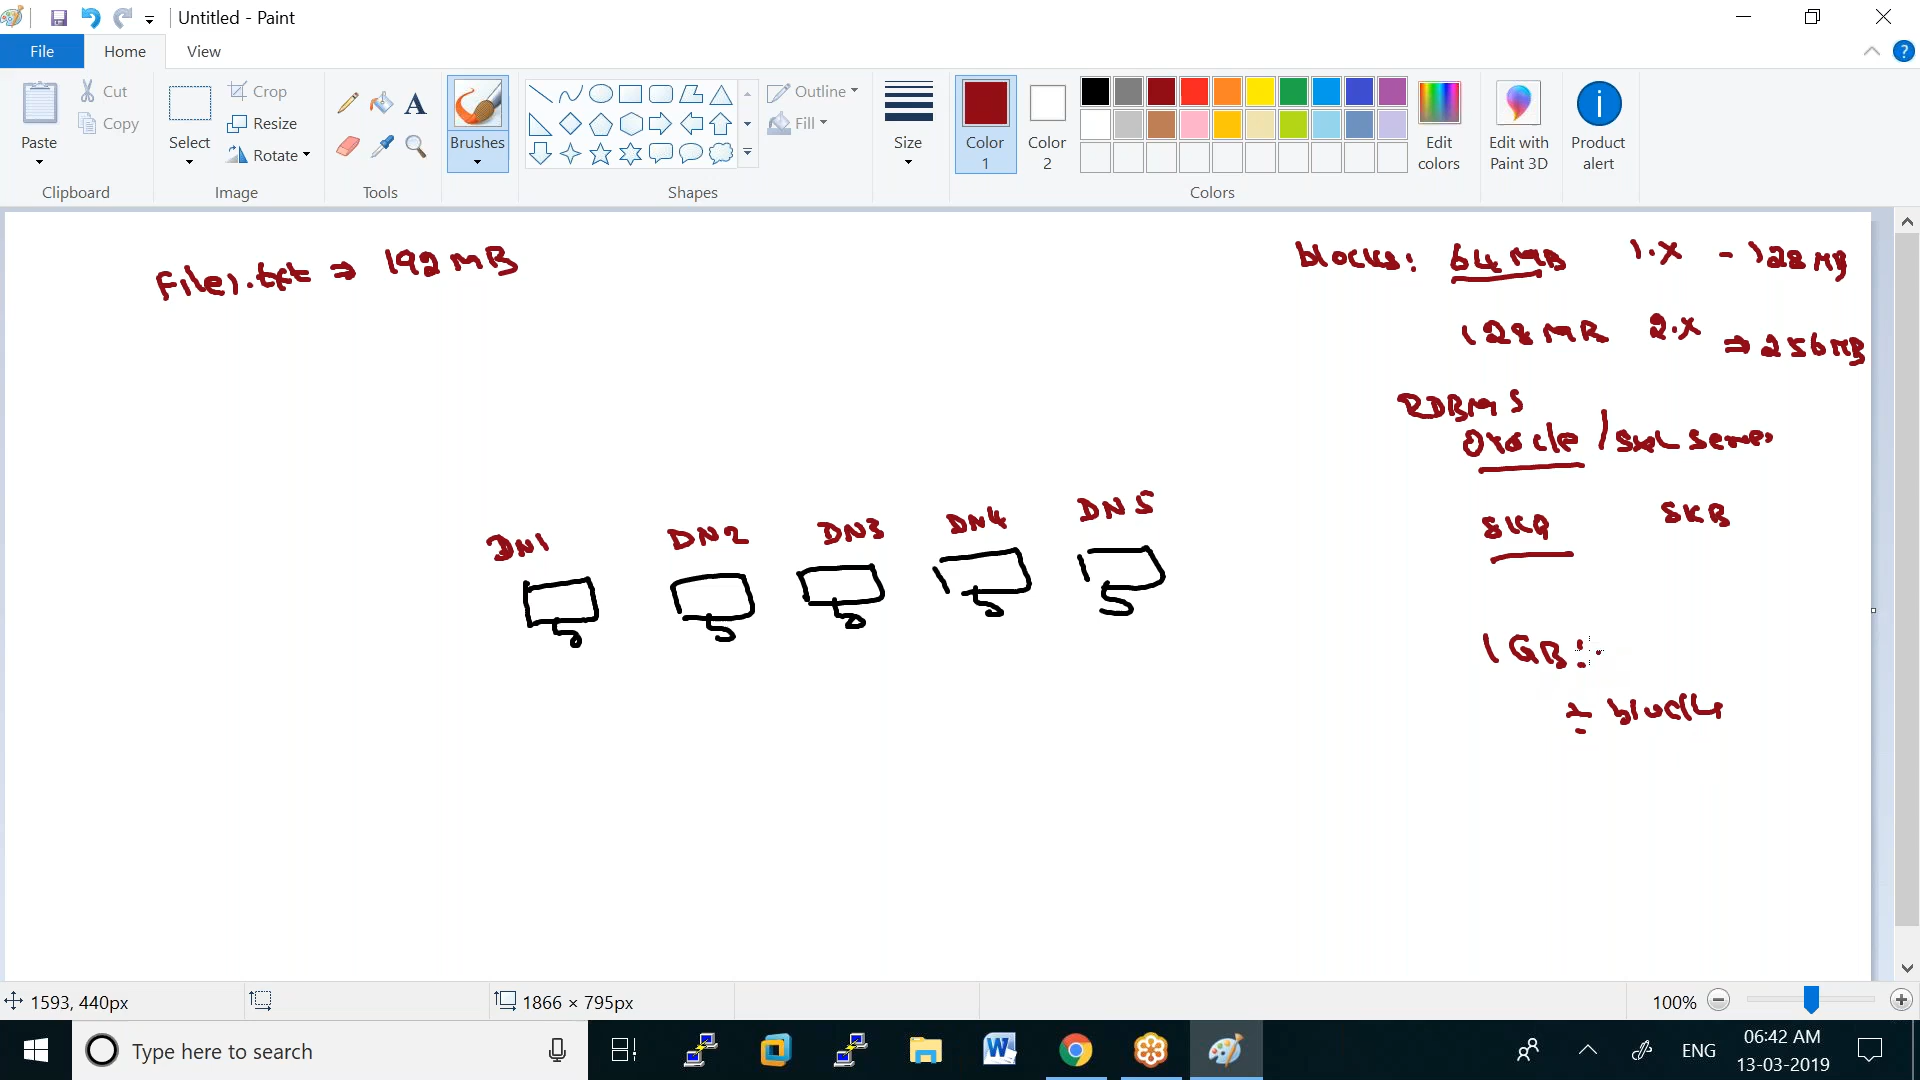 Untitled - Paint
File
Home
View
Paste
Cut
Copy
Clipboard
Select
Crop
Resize
Rotate
Image
Tools
Brushes
Shapes
Outline
Fill
Size
Color 1
Color 2
Colors
Edit colors
Edit with Paint 3D
Product alert
File1.txt ⇒ 192 MB
blocks: 64 MB 1.x - 128 MB
128 MB 2.x ⇒ 256 MB
RDBMS
Oracle / SQL Server
8KB 8KB
DN1 DN2 DN3 DN4 DN5
1 GB :
blocks
1593, 440px
1866 × 795px
100%
Type here to search
ENG
06:42 AM
13-03-2019